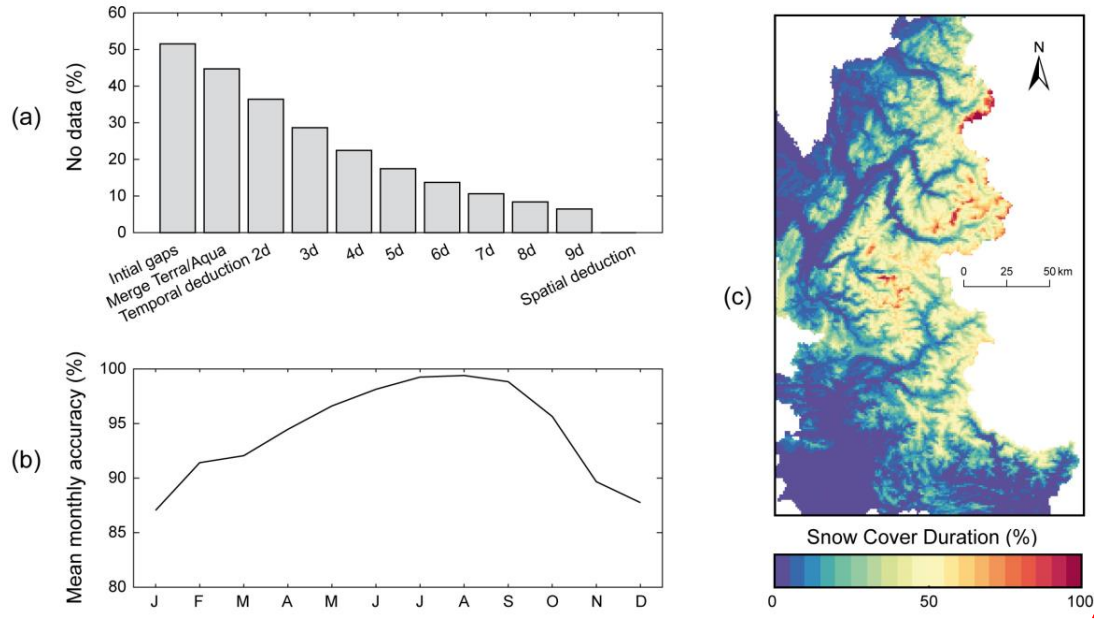 (a)
No data (%)
60
50
40
30
20
10
0
Intial gaps
Merge Terra/Aqua
Temporal deduction 2d
3d
4d
5d
6d
7d
8d
9d
Spatial deduction
(b)
Mean monthly accuracy (%)
100
95
90
85
80
J F M A M J J A S O N D
(c)
N
0 25 50 km
Snow Cover Duration (%)
0 50 100